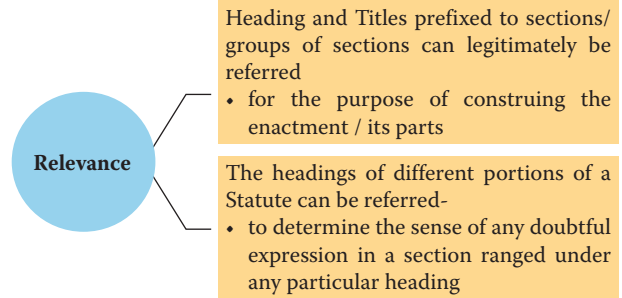 Relevance
Heading and Titles prefixed to sections/
groups of sections can legitimately be
referred
• for the purpose of construing the
enactment / its parts
The headings of different portions of a
Statute can be referred-
• to determine the sense of any doubtful
expression in a section ranged under
any particular heading